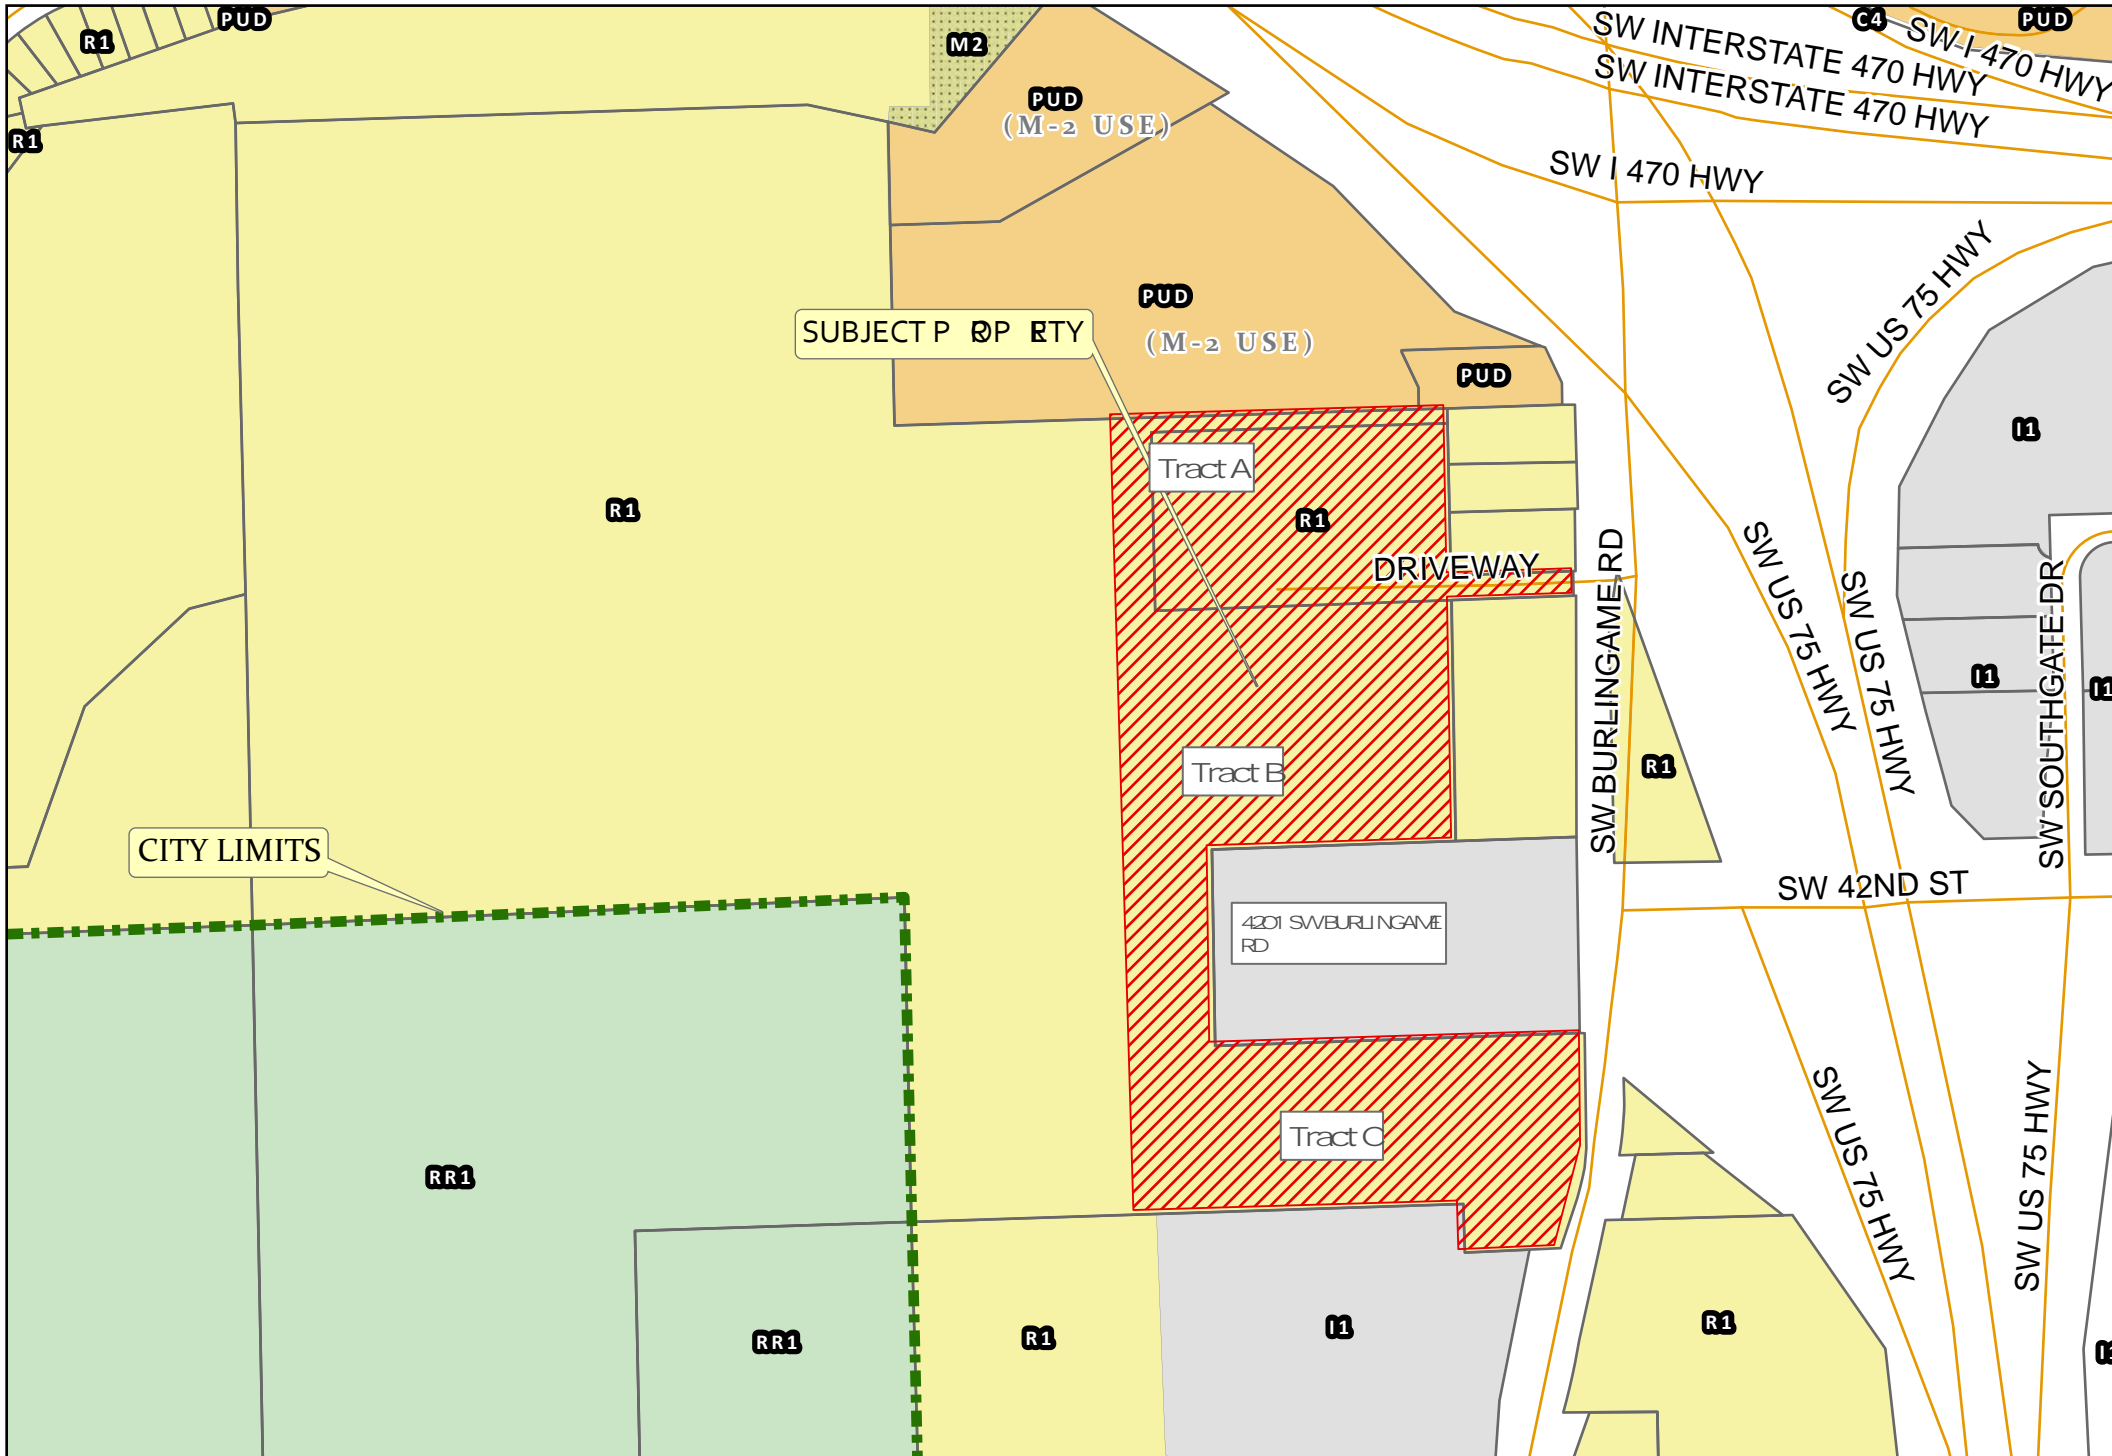 PUD
R1
M2
C4
PUD
SW INTERSTATE 470 HWY
SW I 470 HWY
SW INTERSTATE 470 HWY
PUD
(M-2 USE)
R1
SW I 470 HWY
SW US 75 HWY
PUD
SUBJECT PROPERTY
(M-2 USE)
PUD
I1
Tract A
R1
R1
DRIVEWAY
SW BURLINGAME RD
SW US 75 HWY
SW US 75 HWY
SW SOUTHGATE DR
I1
I1
Tract B
R1
CITY LIMITS
SW 42ND ST
4201 SW BURLINGAME
RD
Tract C
SW US 75 HWY
SW US 75 HWY
RR1
RR1
R1
I1
R1